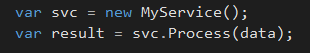 var svc = new MyService();
var result = svc.Process(data);